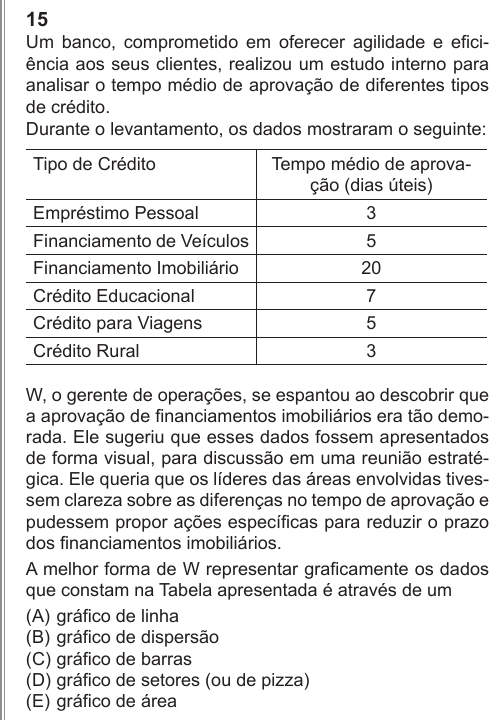 15
Um banco, comprometido em oferecer agilidade e efici-
ência aos seus clientes, realizou um estudo interno para
analisar o tempo médio de aprovação de diferentes tipos
de crédito.
Durante o levantamento, os dados mostraram o seguinte:
Tipo de Crédito Tempo médio de aprova-
ção (dias úteis)
Empréstimo Pessoal 3
Financiamento de Veículos 5
Financiamento Imobiliário 20
Crédito Educacional 7
Crédito para Viagens 5
Crédito Rural 3
W, o gerente de operações, se espantou ao descobrir que
a aprovação de financiamentos imobiliários era tão demo-
rada. Ele sugeriu que esses dados fossem apresentados
de forma visual, para discussão em uma reunião estraté-
gica. Ele queria que os líderes das áreas envolvidas tives-
sem clareza sobre as diferenças no tempo de aprovação e
pudessem propor ações específicas para reduzir o prazo
dos financiamentos imobiliários.
A melhor forma de W representar graficamente os dados
que constam na Tabela apresentada é através de um
(A) gráfico de linha
(B) gráfico de dispersão
(C) gráfico de barras
(D) gráfico de setores (ou de pizza)
(E) gráfico de área